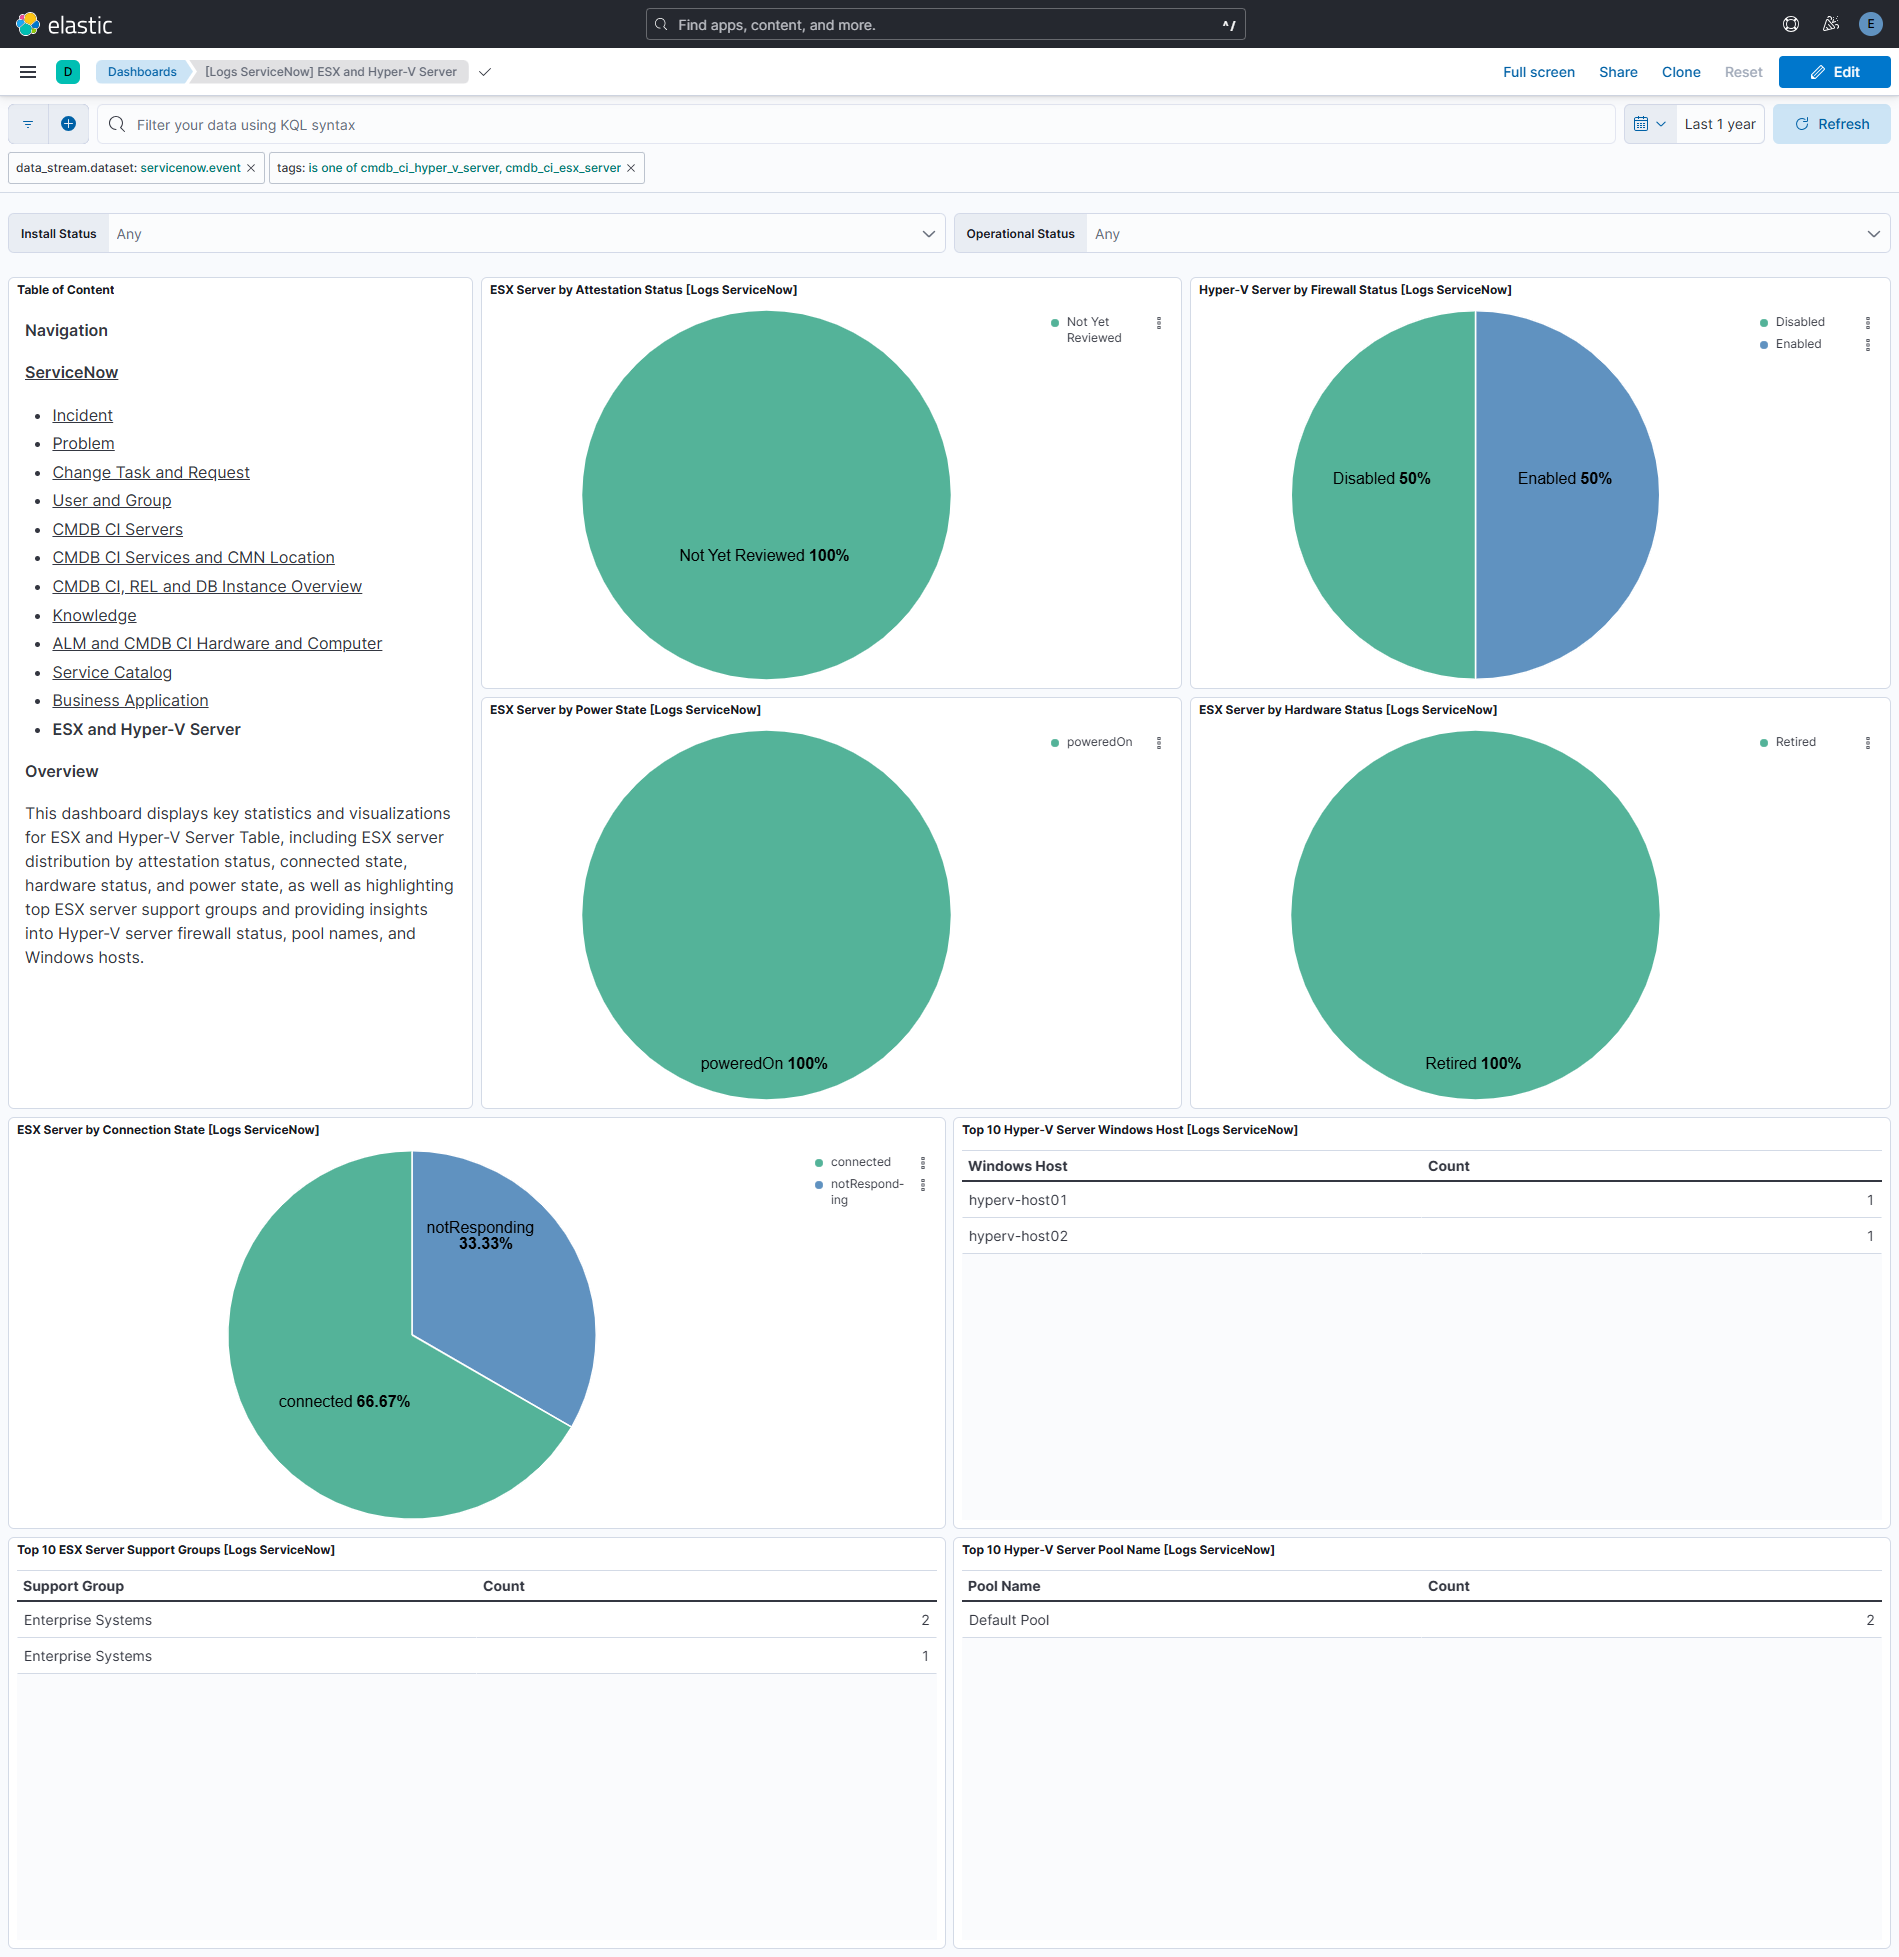 elastic
Find apps, content, and more.
^/
E
D
Dashboards
[Logs ServiceNow] ESX and Hyper-V Server
Full screen
Share
Clone
Reset
Edit
Filter your data using KQL syntax
Last 1 year
Refresh
data_stream.dataset: servicenow.event
tags: is one of cmdb_ci_hyper_v_server, cmdb_ci_esx_server
Install Status
Any
Operational Status
Any
Table of Content
Navigation
ServiceNow
Incident
Problem
Change Task and Request
User and Group
CMDB CI Servers
CMDB CI Services and CMN Location
CMDB CI, REL and DB Instance Overview
Knowledge
ALM and CMDB CI Hardware and Computer
Service Catalog
Business Application
ESX and Hyper-V Server
Overview
This dashboard displays key statistics and visualizations
for ESX and Hyper-V Server Table, including ESX server
distribution by attestation status, connected state,
hardware status, and power state, as well as highlighting
top ESX server support groups and providing insights
into Hyper-V server firewall status, pool names, and
Windows hosts.
ESX Server by Attestation Status [Logs ServiceNow]
Not Yet
Reviewed
Not Yet Reviewed 100%
Hyper-V Server by Firewall Status [Logs ServiceNow]
Disabled
Enabled
Disabled 50%
Enabled 50%
ESX Server by Power State [Logs ServiceNow]
poweredOn
poweredOn 100%
ESX Server by Hardware Status [Logs ServiceNow]
Retired
Retired 100%
ESX Server by Connection State [Logs ServiceNow]
connected
notRespond-
ing
notResponding
33.33%
connected 66.67%
Top 10 Hyper-V Server Windows Host [Logs ServiceNow]
Windows Host Count
hyperv-host01 1
hyperv-host02 1
Top 10 ESX Server Support Groups [Logs ServiceNow]
Support Group Count
Enterprise Systems 2
Enterprise Systems 1
Top 10 Hyper-V Server Pool Name [Logs ServiceNow]
Pool Name Count
Default Pool 2